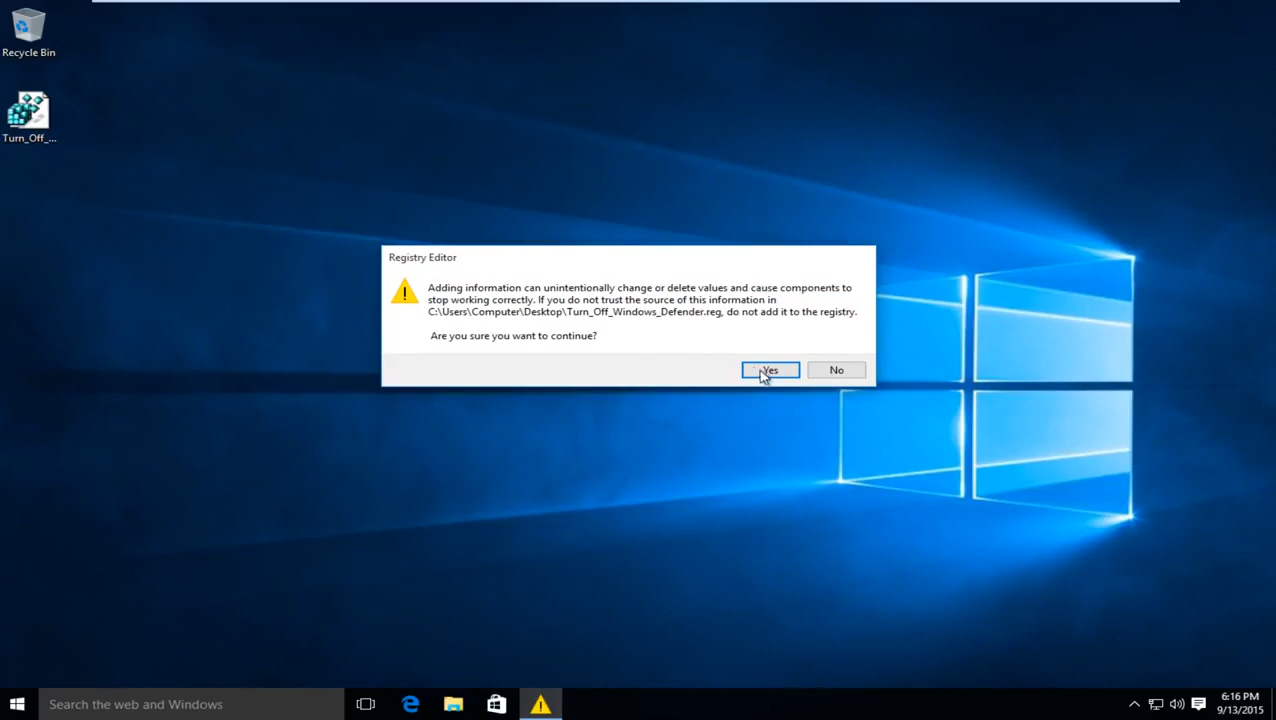 Recycle Bin
Turn_Off_...
Registry Editor
Adding information can unintentionally change or delete values and cause components to
stop working correctly. If you do not trust the source of this information in
C:\Users\Computer\Desktop\Turn_Off_Windows_Defender.reg, do not add it to the registry.
Are you sure you want to continue?
Yes
No
Search the web and Windows
6:16 PM
9/13/2015